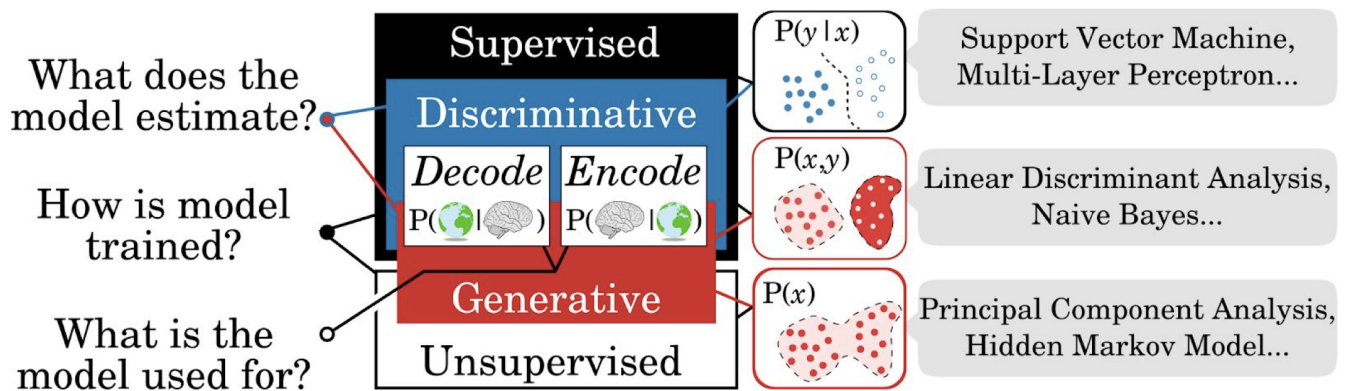 What does the
model estimate?
How is model
trained?
What is the
model used for?
Supervised
Discriminative
Decode
P( | )
Encode
P( | )
Generative
Unsupervised
P(y | x)
Support Vector Machine,
Multi-Layer Perceptron...
P(x,y)
Linear Discriminant Analysis,
Naive Bayes...
P(x)
Principal Component Analysis,
Hidden Markov Model...